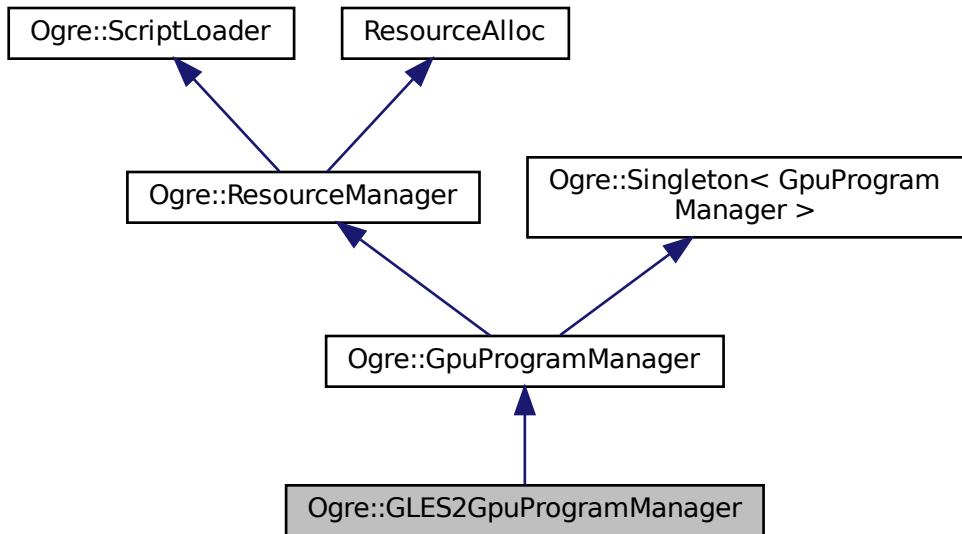 Ogre::ScriptLoader
ResourceAlloc
Ogre::ResourceManager
Ogre::Singleton< GpuProgram
Manager >
Ogre::GpuProgramManager
Ogre::GLES2GpuProgramManager